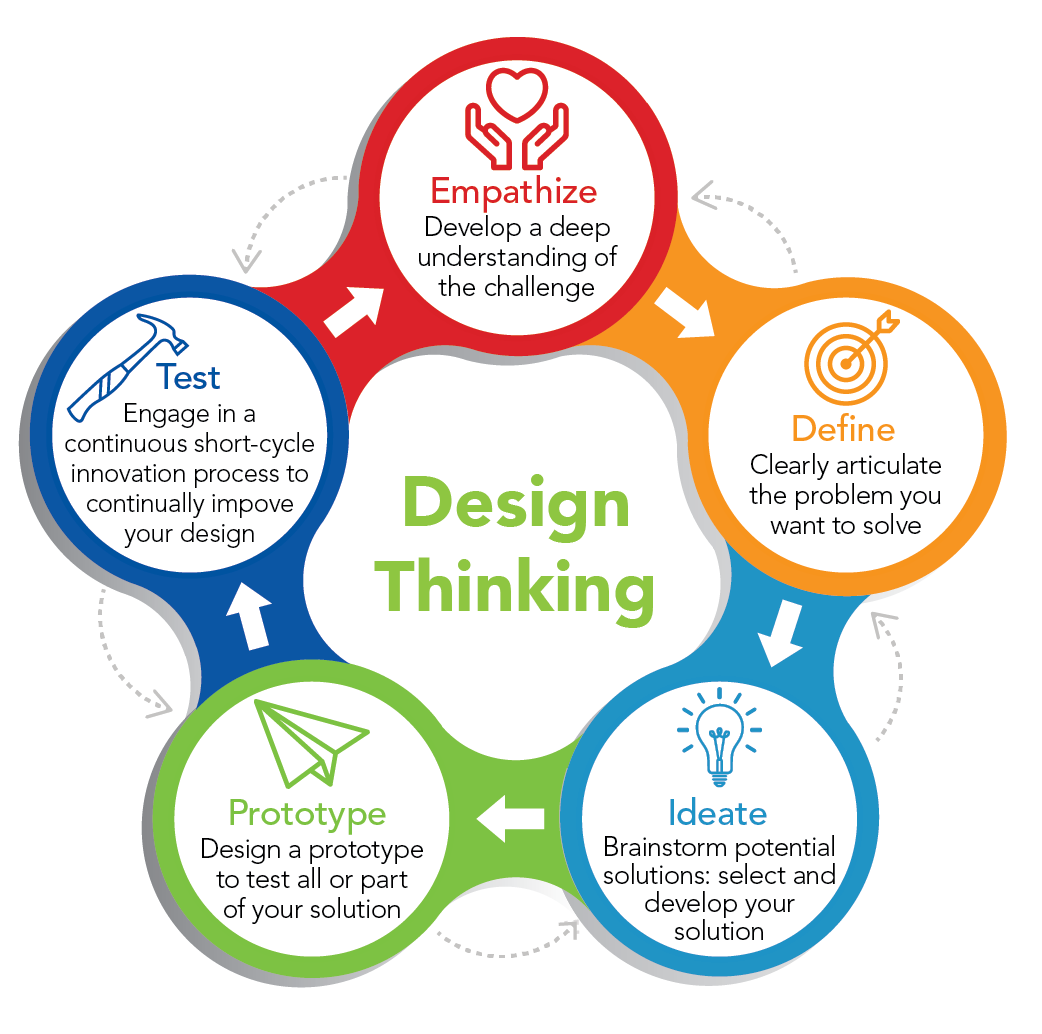 Empathize
Develop a deep
understanding of
the challenge
Define
Clearly articulate
the problem you
want to solve
Ideate
Brainstorm potential
solutions: select and
develop your
solution
Prototype
Design a prototype
to test all or part
of your solution
Test
Engage in a
continuous short-cycle
innovation process to
continually impove
your design
Design
Thinking